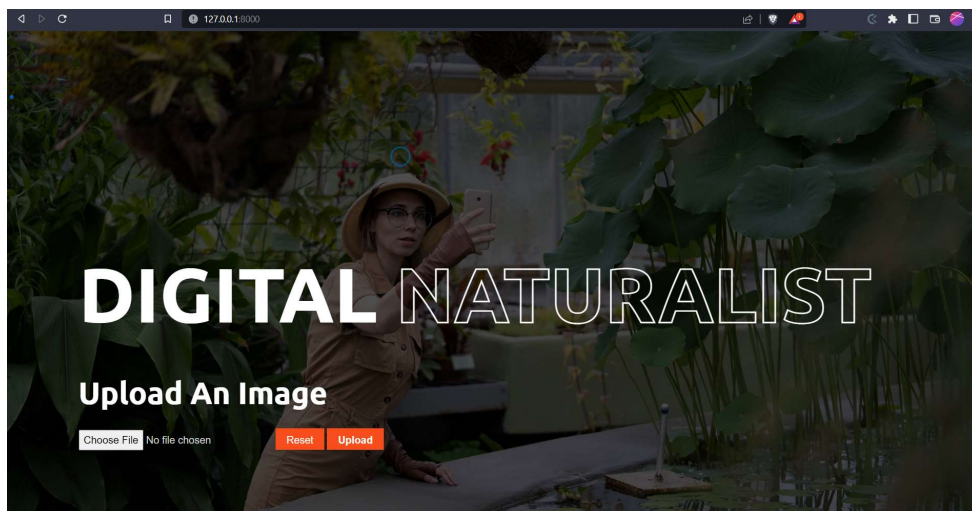 127.0.0.1:8000
DIGITAL NATURALIST
Upload An Image
Choose File No file chosen Reset Upload